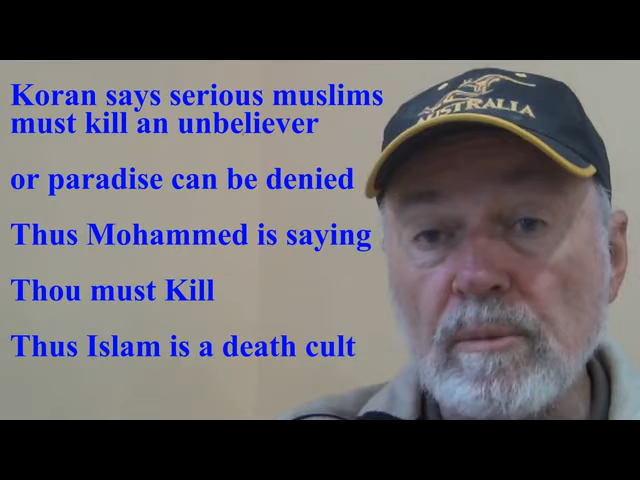 Koran says serious muslims
must kill an unbeliever
or paradise can be denied
Thus Mohammed is saying
Thou must Kill
Thus Islam is a death cult
AUSTRALIA